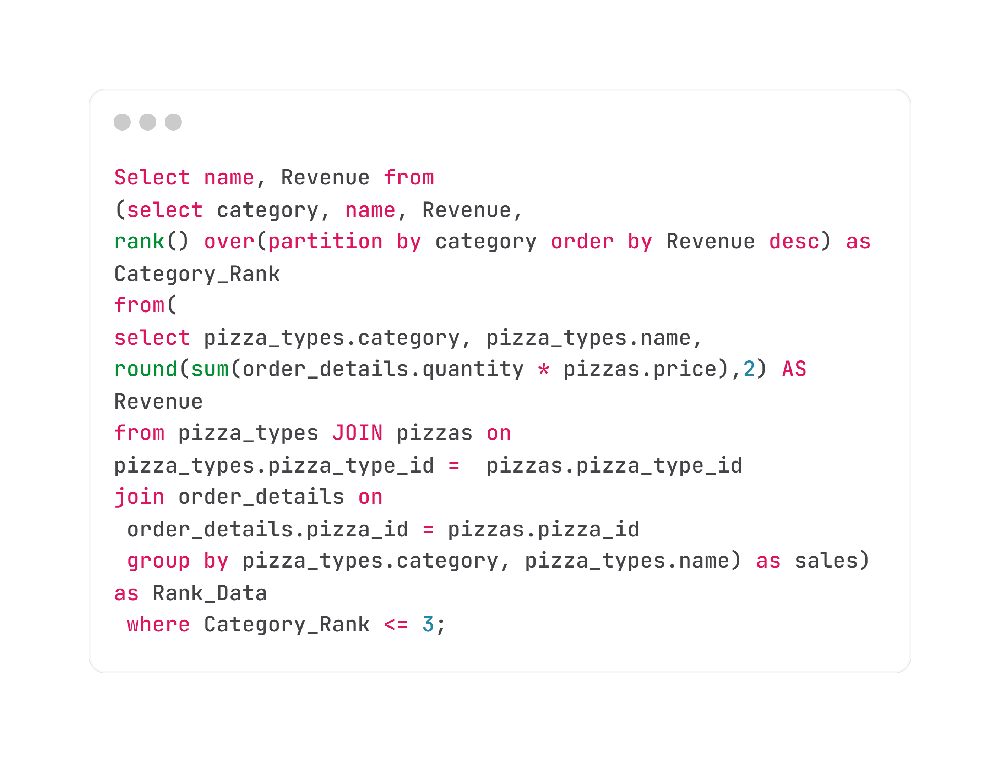 Select name, Revenue from
(select category, name, Revenue,
rank() over(partition by category order by Revenue desc) as
Category_Rank
from(
select pizza_types.category, pizza_types.name,
round(sum(order_details.quantity * pizzas.price),2) AS
Revenue
from pizza_types JOIN pizzas on
pizza_types.pizza_type_id =  pizzas.pizza_type_id
join order_details on
 order_details.pizza_id = pizzas.pizza_id
 group by pizza_types.category, pizza_types.name) as sales)
as Rank_Data
 where Category_Rank <= 3;